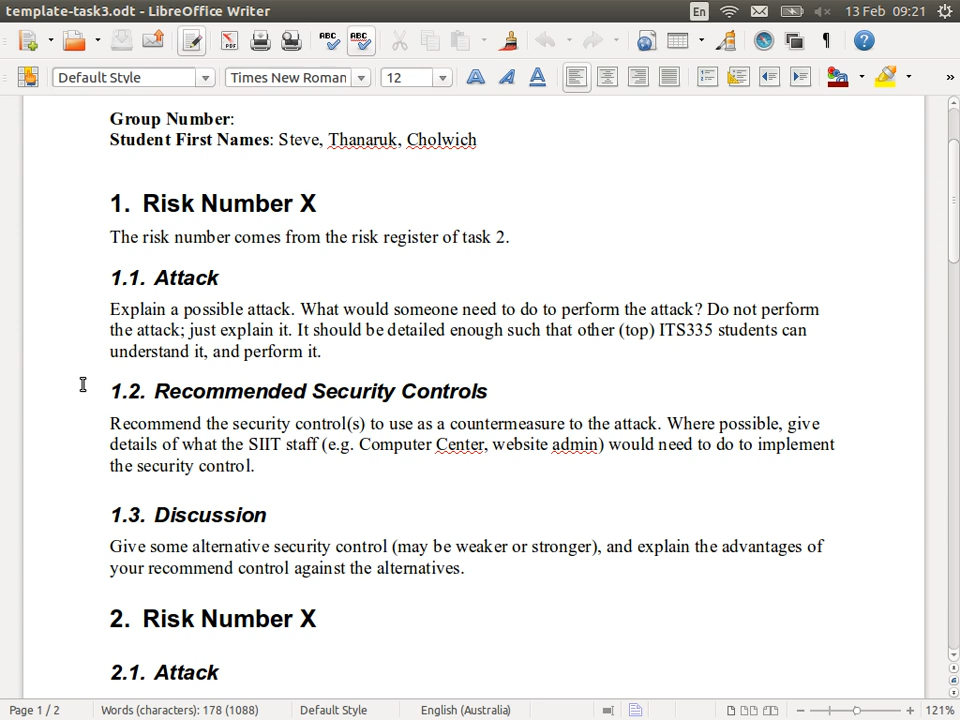 template-task3.odt - LibreOffice Writer
En
13 Feb 09:21
Default Style
Times New Roman
12
Group Number:
Student First Names: Steve, Thanaruk, Cholwich
1. Risk Number X
The risk number comes from the risk register of task 2.
1.1. Attack
Explain a possible attack. What would someone need to do to perform the attack? Do not perform
the attack; just explain it. It should be detailed enough such that other (top) ITS335 students can
understand it, and perform it.
1.2. Recommended Security Controls
Recommend the security control(s) to use as a countermeasure to the attack. Where possible, give
details of what the SIIT staff (e.g. Computer Center, website admin) would need to do to implement
the security control.
1.3. Discussion
Give some alternative security control (may be weaker or stronger), and explain the advantages of
your recommend control against the alternatives.
2. Risk Number X
2.1. Attack
Page 1 / 2
Words (characters): 178 (1088)
Default Style
English (Australia)
121%